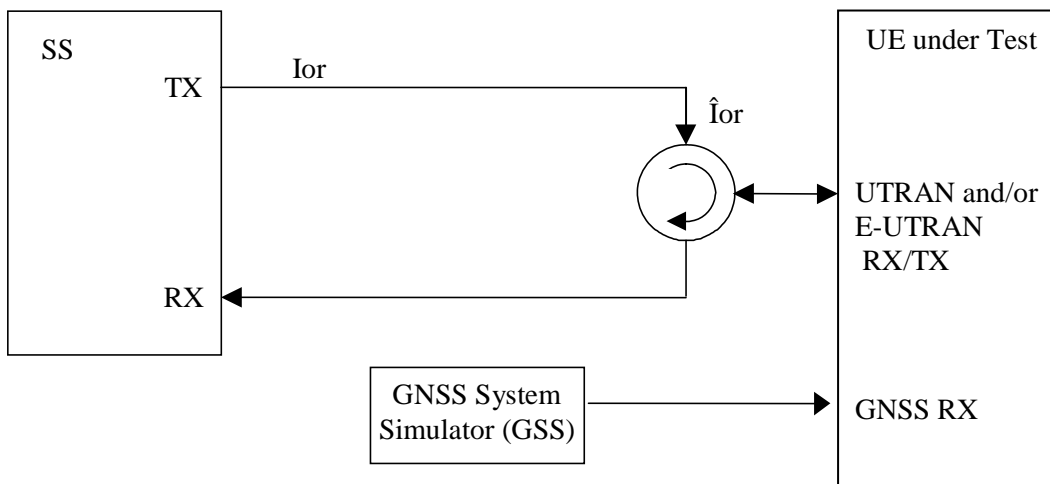 SS
UE under Test
TX
Ior
Îor
UTRAN and/or
E-UTRAN
RX/TX
RX
GNSS System
Simulator (GSS)
GNSS RX